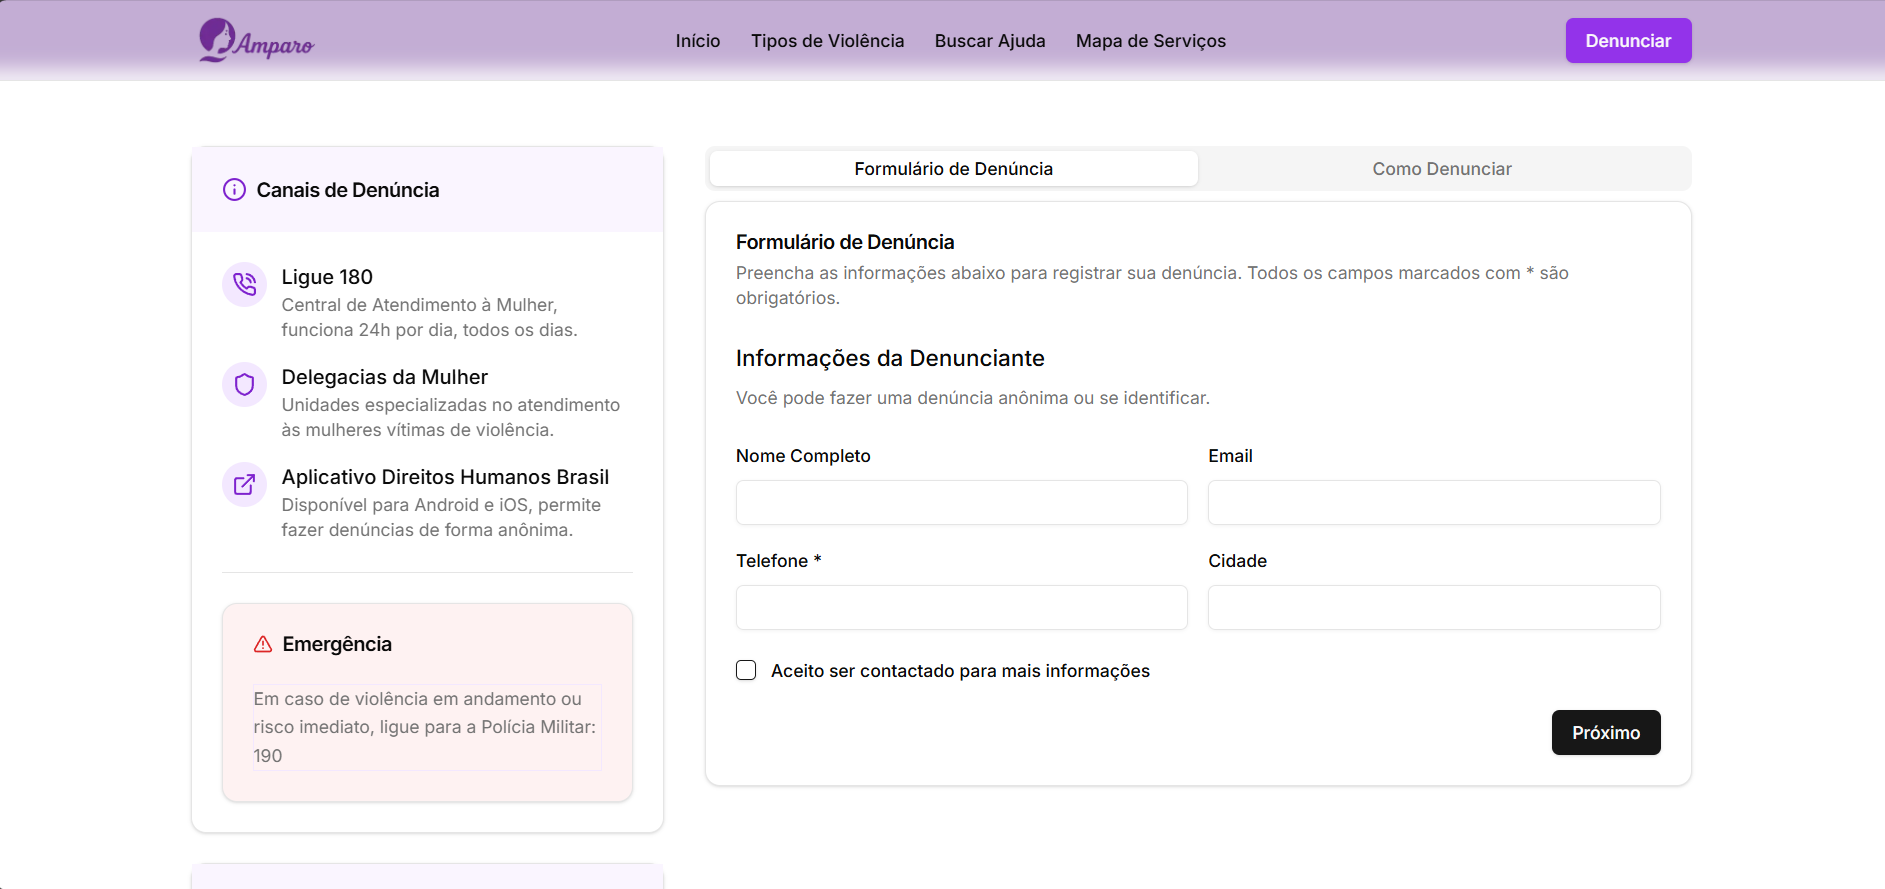 Amparo
Início
Tipos de Violência
Buscar Ajuda
Mapa de Serviços
Denunciar
Canais de Denúncia
Ligue 180
Central de Atendimento à Mulher,
funciona 24h por dia, todos os dias.
Delegacias da Mulher
Unidades especializadas no atendimento
às mulheres vítimas de violência.
Aplicativo Direitos Humanos Brasil
Disponível para Android e iOS, permite
fazer denúncias de forma anônima.
Emergência
Em caso de violência em andamento ou
risco imediato, ligue para a Polícia Militar:
190
Formulário de Denúncia
Como Denunciar
Formulário de Denúncia
Preencha as informações abaixo para registrar sua denúncia. Todos os campos marcados com * são
obrigatórios.
Informações da Denunciante
Você pode fazer uma denúncia anônima ou se identificar.
Nome Completo
Email
Telefone *
Cidade
Aceito ser contactado para mais informações
Próximo